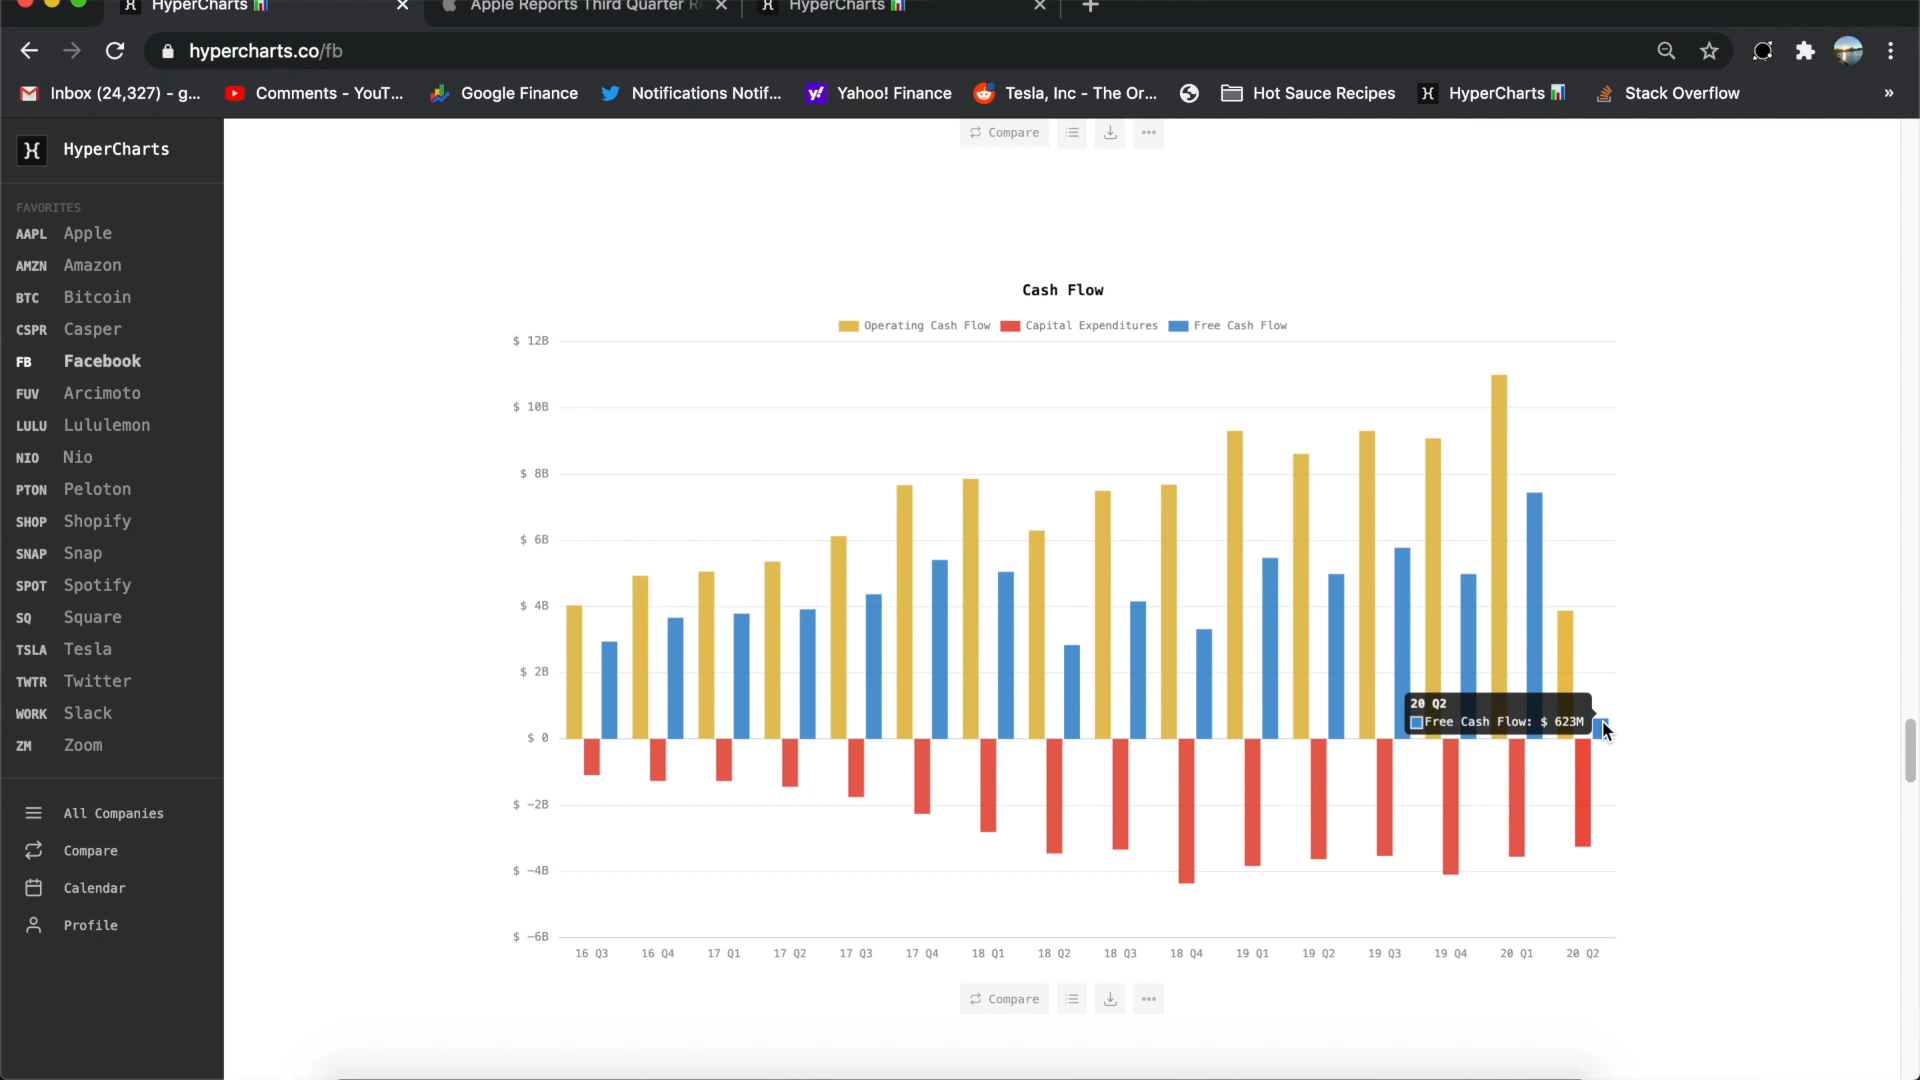 HyperCharts
Apple Reports Third Quarter Re
HyperCharts
hypercharts.co/fb
Inbox (24,327) - g...
Comments - YouT...
Google Finance
Notifications Notif...
Yahoo! Finance
Tesla, Inc - The Or...
Hot Sauce Recipes
HyperCharts
Stack Overflow
»
HyperCharts
FAVORITES
AAPL Apple
AMZN Amazon
BTC Bitcoin
CSPR Casper
FB Facebook
FUV Arcimoto
LULU Lululemon
NIO Nio
PTON Peloton
SHOP Shopify
SNAP Snap
SPOT Spotify
SQ Square
TSLA Tesla
TWTR Twitter
WORK Slack
ZM Zoom
All Companies
Compare
Calendar
Profile
Compare
Cash Flow
Operating Cash Flow Capital Expenditures Free Cash Flow
$ 12B
$ 10B
$ 8B
$ 6B
$ 4B
$ 2B
$ 0
$ -2B
$ -4B
$ -6B
20 Q2
Free Cash Flow: $ 623M
16 Q3 16 Q4 17 Q1 17 Q2 17 Q3 17 Q4 18 Q1 18 Q2 18 Q3 18 Q4 19 Q1 19 Q2 19 Q3 19 Q4 20 Q1 20 Q2
Compare